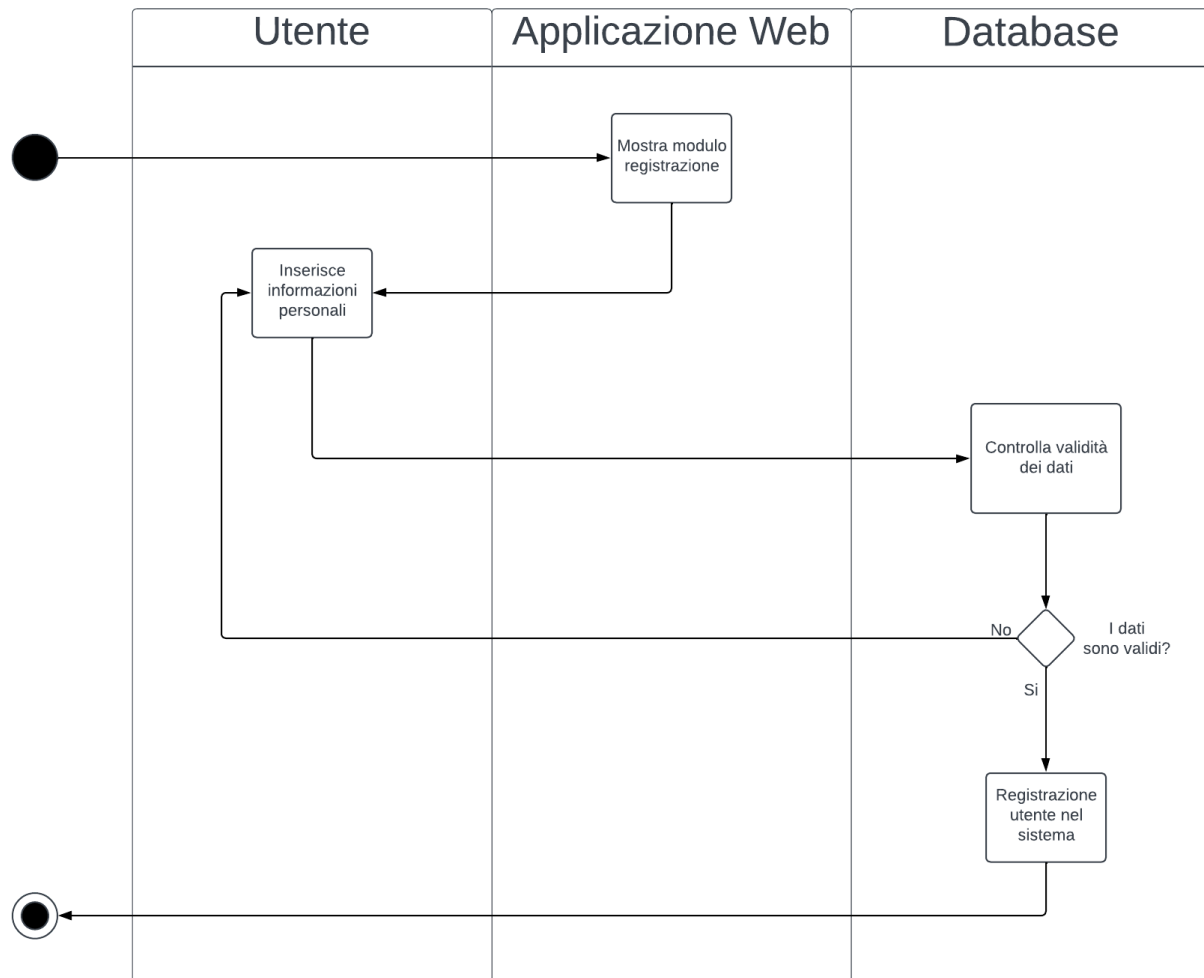 Utente
Applicazione Web
Database
Mostra modulo
registrazione
Inserisce
informazioni
personali
Controlla validità
dei dati
No
I dati
sono validi?
Si
Registrazione
utente nel
sistema